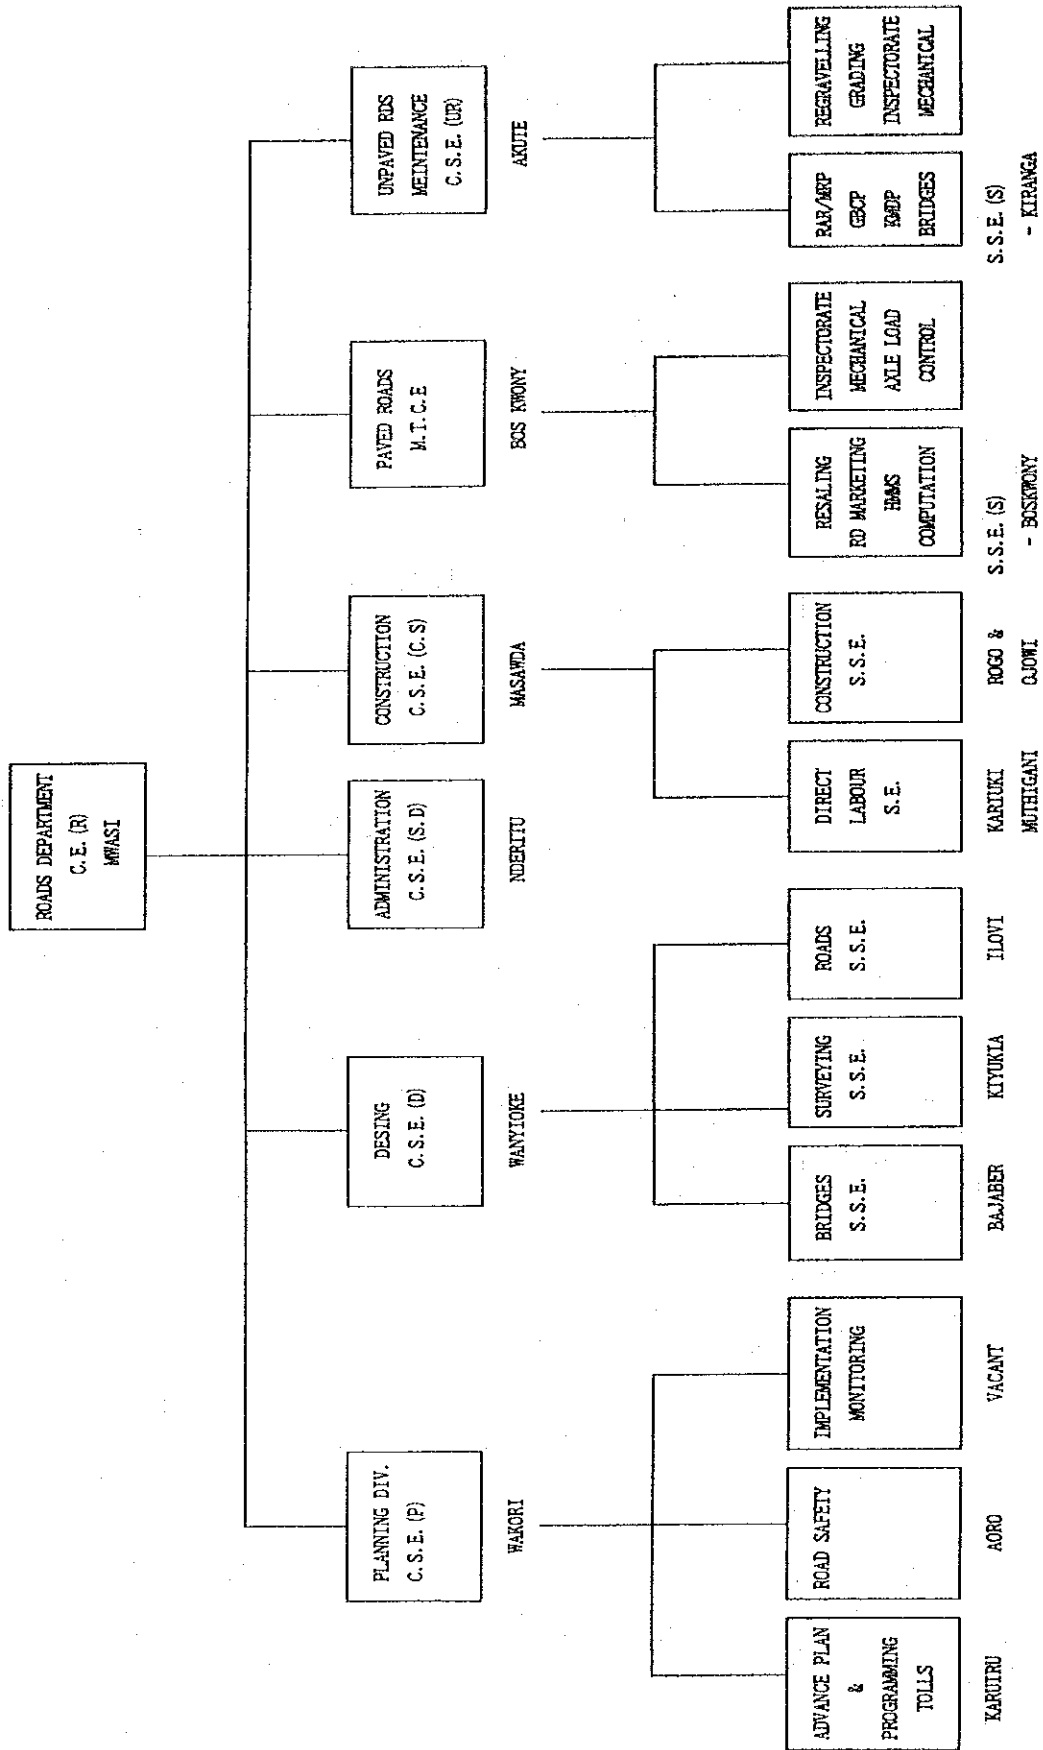 ROADS DEPARTMENT
C. E. (R)
MWASI
PLANNING DIV.
C. S. E. (P)
WAKORI
DESING
C. S. E. (D)
WANYIOKE
ADMINISTRATION
C. S. E. (S. D)
NDERITU
CONSTRUCTION
C. S. E. (C. S)
MASAWDA
PAVED ROADS
M. T. C. E
BOS KWONY
UNPAVED RDS
MEINTENANCE
C. S. E. (UR)
AKUTE
ADVANCE PLAN
&
PROGRAMMING
TOLLS
KARUIRU
ROAD SAFETY
AORO
IMPLEMENTATION
MONITORING
VACANT
BRIDGES
S. S. E.
BAJABER
SURVEYING
S. S. E.
KIYUKIA
ROADS
S. S. E.
ILOVI
DIRECT
LABOUR
S. E.
KARIUKI
MUTHIGANI
CONSTRUCTION
S. S. E.
ROGO &
OJOWI
RESALING
RD MARKETING
HMMS
COMPUTATION
S. S. E. (S)
- BOSKWONY
INSPECTORATE
MECHANICAL
AXLE LOAD
CONTROL
RAR/MRP
GBCP
KMDP
BRIDGES
S. S. E. (S)
- KIRANGA
REGRAVELLING
GRADING
INSPECTORATE
MECHANICAL